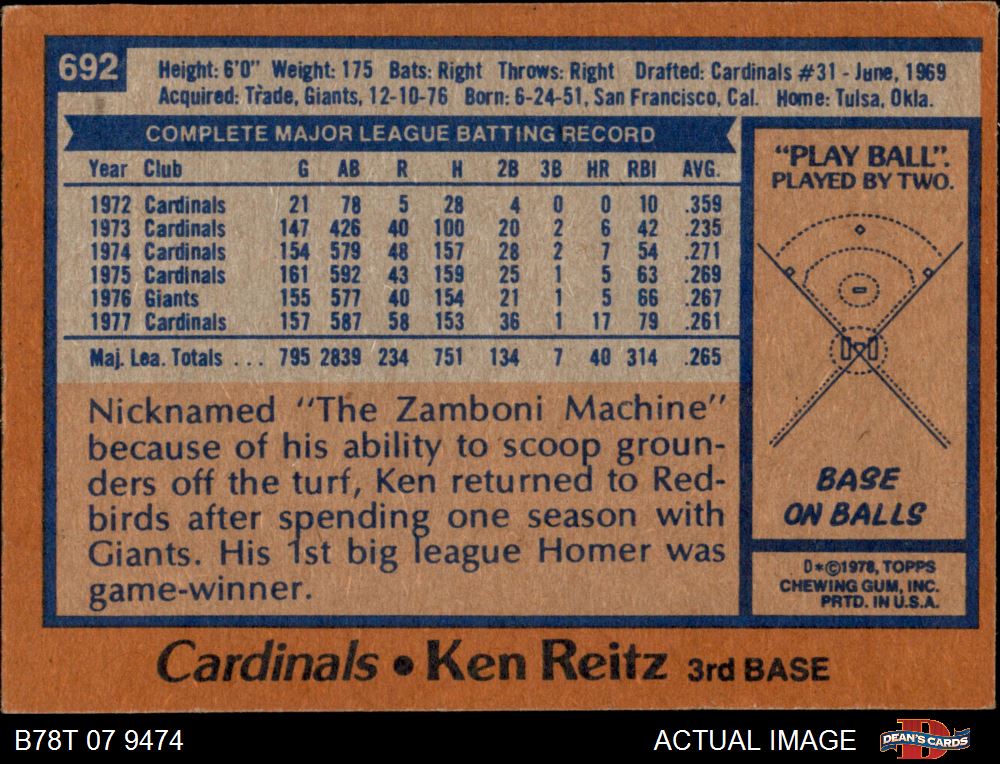 692
Height: 6'0" Weight: 175 Bats: Right Throws: Right Drafted: Cardinals #31 - June, 1969
Acquired: Trade, Giants, 12-10-76 Born: 6-24-51, San Francisco, Cal. Home: Tulsa, Okla.
COMPLETE MAJOR LEAGUE BATTING RECORD
Year Club G AB R H 2B 3B HR RBI AVG.
1972 Cardinals 21 78 5 28 4 0 0 10 .359
1973 Cardinals 147 426 40 100 20 2 6 42 .235
1974 Cardinals 154 579 48 157 28 2 7 54 .271
1975 Cardinals 161 592 43 159 25 1 5 63 .269
1976 Giants 155 577 40 154 21 1 5 66 .267
1977 Cardinals 157 587 58 153 36 1 17 79 .261
Maj. Lea. Totals ... 795 2839 234 751 134 7 40 314 .265
Nicknamed "The Zamboni Machine"
because of his ability to scoop groun-
ders off the turf, Ken returned to Red-
birds after spending one season with
Giants. His 1st big league Homer was
game-winner.
"PLAY BALL".
PLAYED BY TWO.
BASE
ON BALLS
D*©1978, TOPPS
CHEWING GUM, INC.
PRTD. IN U.S.A.
Cardinals • Ken Reitz 3rd BASE
B78T 07 9474
ACTUAL IMAGE
D
DEAN'S CARDS